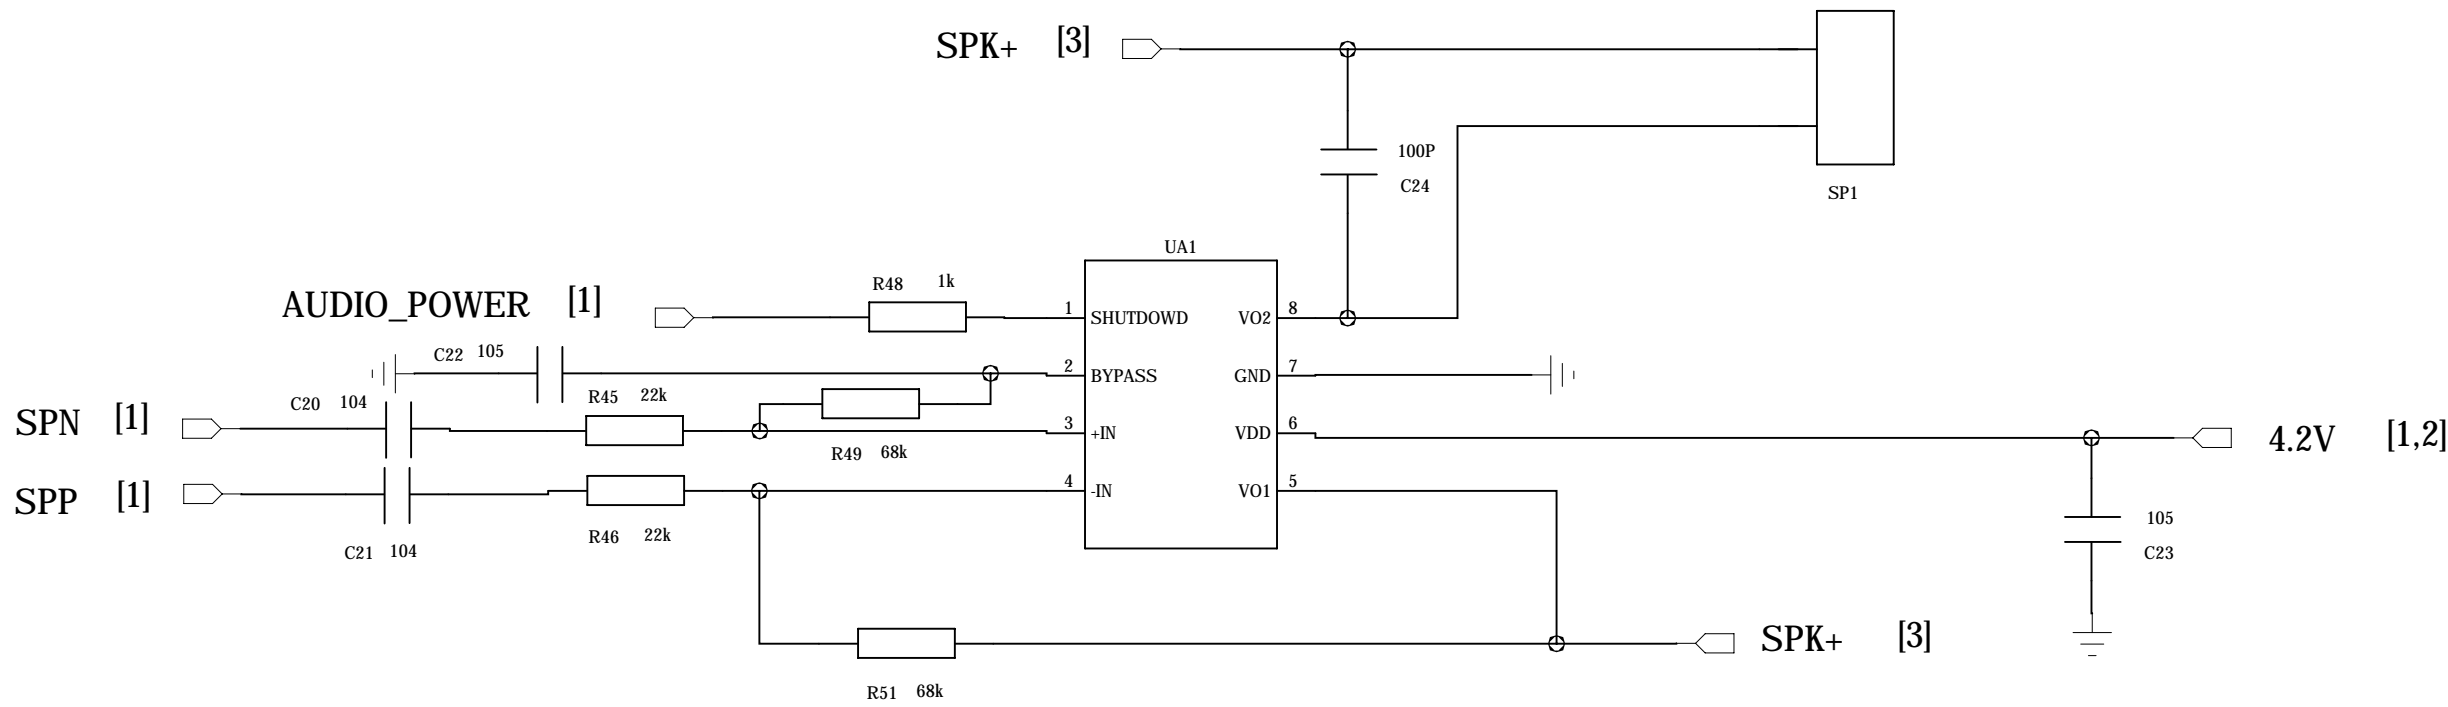 SPK+ [3]
100P
C24
SP1
UA1
R48 1k
AUDIO_POWER [1]
1 SHUTDOWD VO2 8
C22 105
2 BYPASS GND 7
R45 22k
C20 104
SPN [1]
3 +IN VDD 6
4.2V [1,2]
R49 68k
SPP [1]
4 -IN VO1 5
R46 22k
C21 104
105
C23
SPK+ [3]
R51 68k